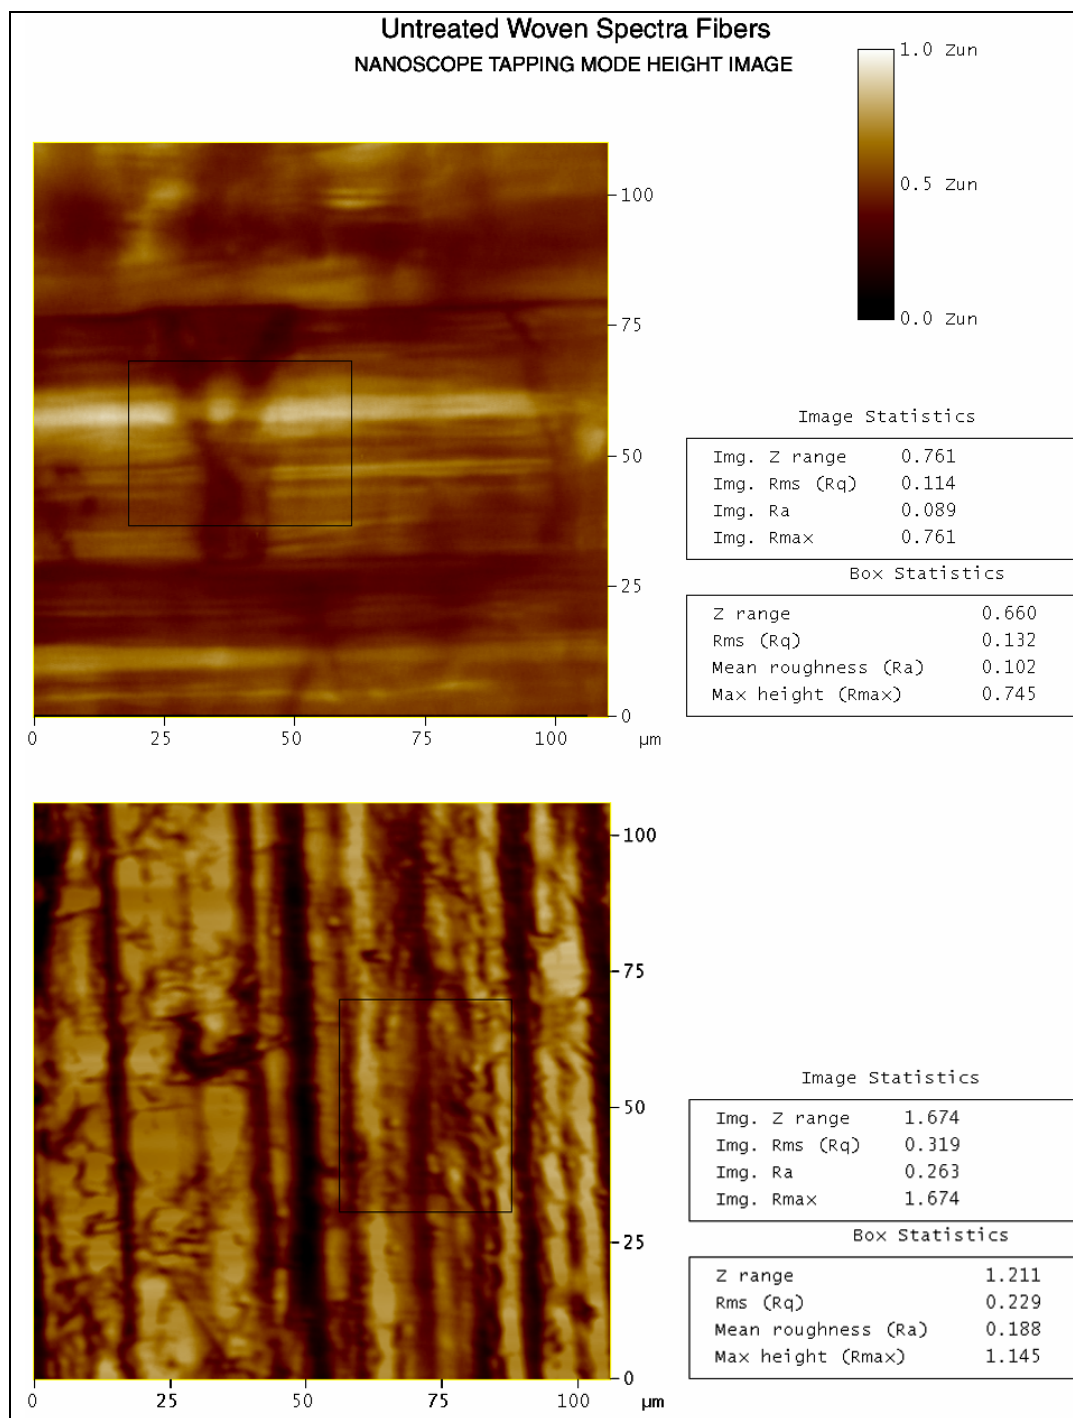 Untreated Woven Spectra Fibers
NANOSCOPE TAPPING MODE HEIGHT IMAGE
1.0 Zun
0.5 Zun
0.0 Zun
100
75
50
25
0
0 25 50 75 100 µm
Image Statistics
Img. Z range 0.761
Img. Rms (Rq) 0.114
Img. Ra 0.089
Img. Rmax 0.761
Box Statistics
Z range 0.660
Rms (Rq) 0.132
Mean roughness (Ra) 0.102
Max height (Rmax) 0.745
100
75
50
25
0
0 25 50 75 100 µm
Image Statistics
Img. Z range 1.674
Img. Rms (Rq) 0.319
Img. Ra 0.263
Img. Rmax 1.674
Box Statistics
Z range 1.211
Rms (Rq) 0.229
Mean roughness (Ra) 0.188
Max height (Rmax) 1.145